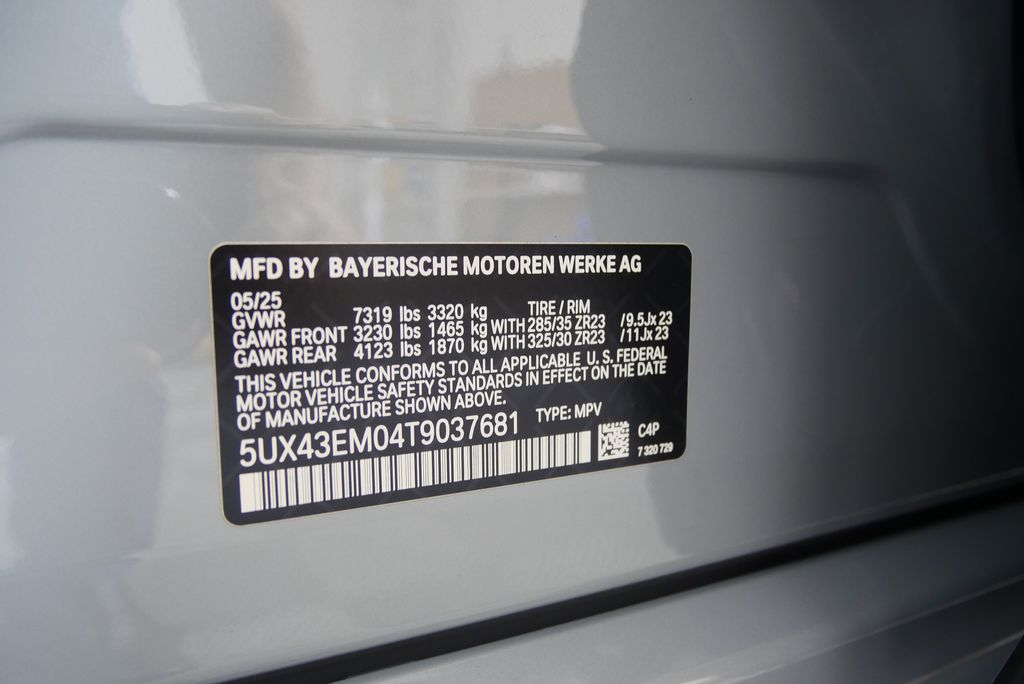 MFD BY BAYERISCHE MOTOREN WERKE AG
05/25
GVWR 7319 lbs 3320 kg TIRE / RIM
GAWR FRONT 3230 lbs 1465 kg WITH 285/35 ZR23 /9.5Jx23
GAWR REAR 4123 lbs 1870 kg WITH 325/30 ZR23 /11Jx23
THIS VEHICLE CONFORMS TO ALL APPLICABLE U.S. FEDERAL
MOTOR VEHICLE SAFETY STANDARDS IN EFFECT ON THE DATE
OF MANUFACTURE SHOWN ABOVE.
5UX43EM04T9037681 TYPE: MPV
C4P
7 320 729